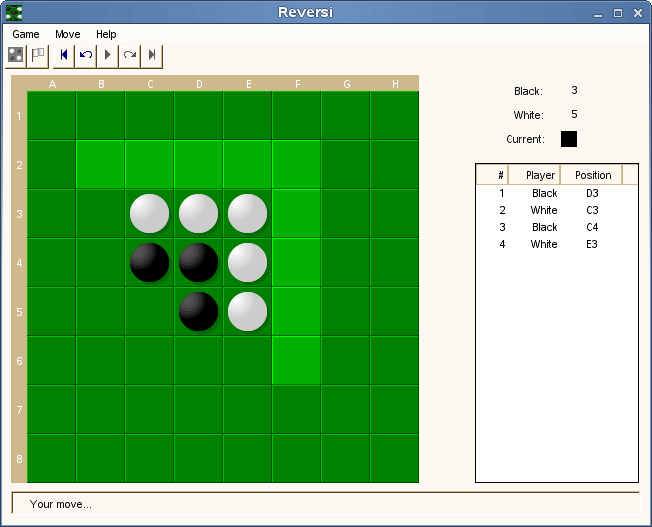 Reversi
Game Move Help
A B C D E F G H
1
2
3
4
5
6
7
8
Black: 3
White: 5
Current:
# Player Position
1 Black D3
2 White C3
3 Black C4
4 White E3
Your move...